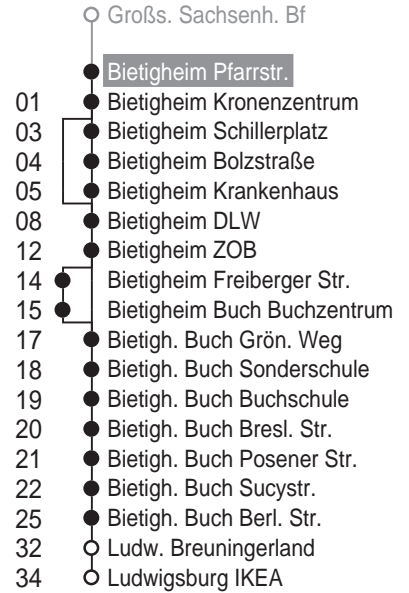 Großs. Sachsenh. Bf
Bietigheim Pfarrstr.
01 Bietigheim Kronenzentrum
03 Bietigheim Schillerplatz
04 Bietigheim Bolzstraße
05 Bietigheim Krankenhaus
08 Bietigheim DLW
12 Bietigheim ZOB
14 Bietigheim Freiberger Str.
15 Bietigheim Buch Buchzentrum
17 Bietigh. Buch Grön. Weg
18 Bietigh. Buch Sonderschule
19 Bietigh. Buch Buchschule
20 Bietigh. Buch Bresl. Str.
21 Bietigh. Buch Posener Str.
22 Bietigh. Buch Sucystr.
25 Bietigh. Buch Berl. Str.
32 Ludw. Breuningerland
34 Ludwigsburg IKEA